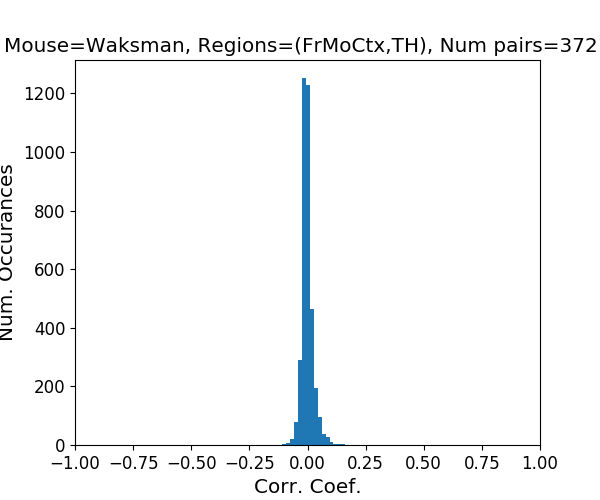 Mouse=Waksman, Regions=(FrMoCtx,TH), Num pairs=372
1200
1000
800
600
400
200
0
Num. Occurances
−1.00 −0.75 −0.50 −0.25 0.00 0.25 0.50 0.75 1.00
Corr. Coef.